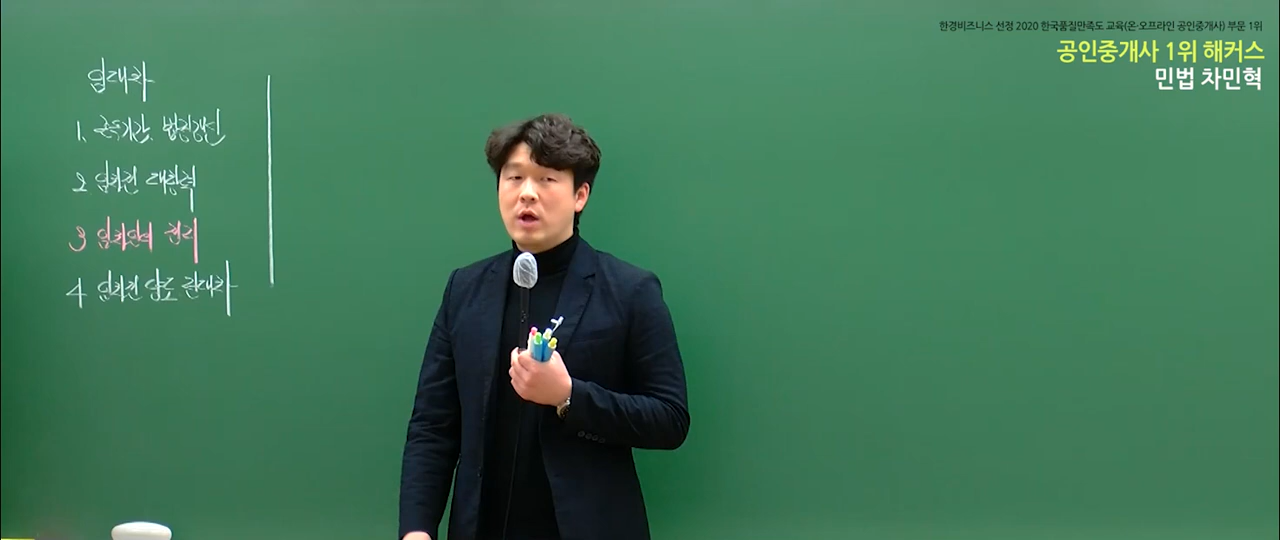 한경비즈니스 선정 2020 한국품질만족도 교육(온·오프라인 공인중개사) 부문 1위
공인중개사 1위 해커스
민법 차민혁
임대차
1. 존속기간, 법정갱신
2. 임차권 대항력
3 임차인의 권리
4 임차권 양도 전대차